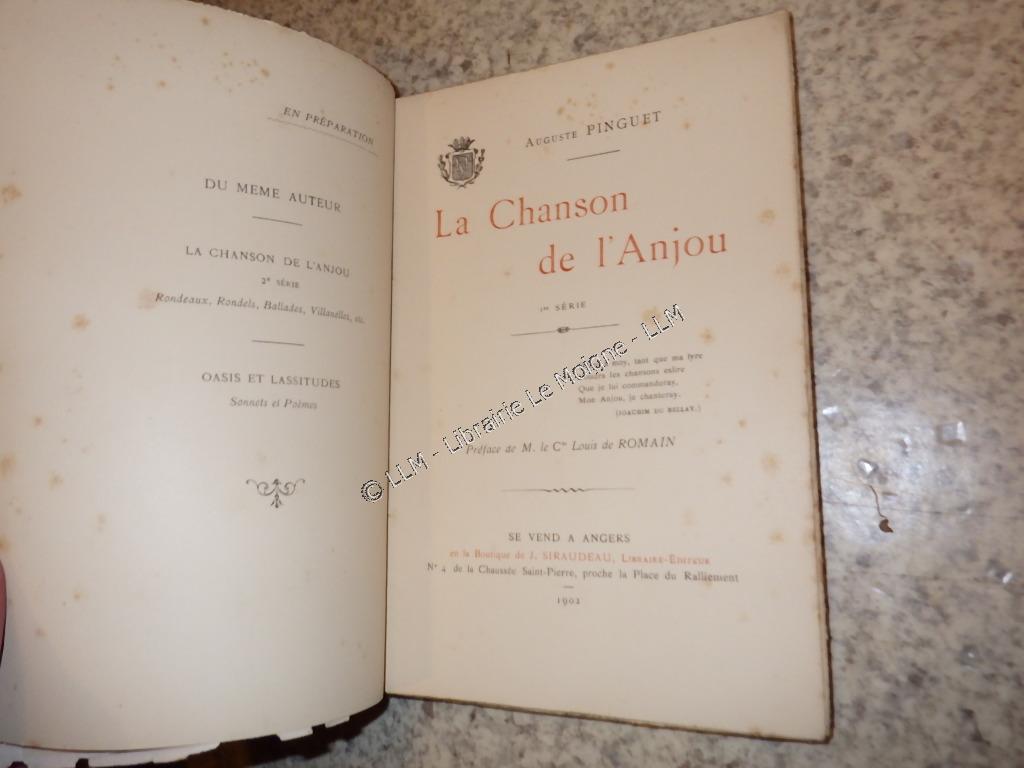 EN PRÉPARATION
DU MEME AUTEUR
LA CHANSON DE L'ANJOU
2e SÉRIE
Rondeaux, Rondels, Ballades, Villanelles, etc.
OASIS ET LASSITUDES
Sonnets et Poèmes
Auguste PINGUET
La Chanson
de l'Anjou
1re SÉRIE
moy, tant que ma lyre
les chansons eslire
Que je lui commanderay,
Mon Anjou, je chanteray.
(JOACHIM DU BELLAY.)
Préface de M. le Cte Louis de ROMAIN
SE VEND A ANGERS
en la Boutique de J. SIRAUDEAU, Libraire-Éditeur
No 4 de la Chaussée Saint-Pierre, proche la Place du Ralliement
1902
© LLM - Librairie Le Moigne - LLM